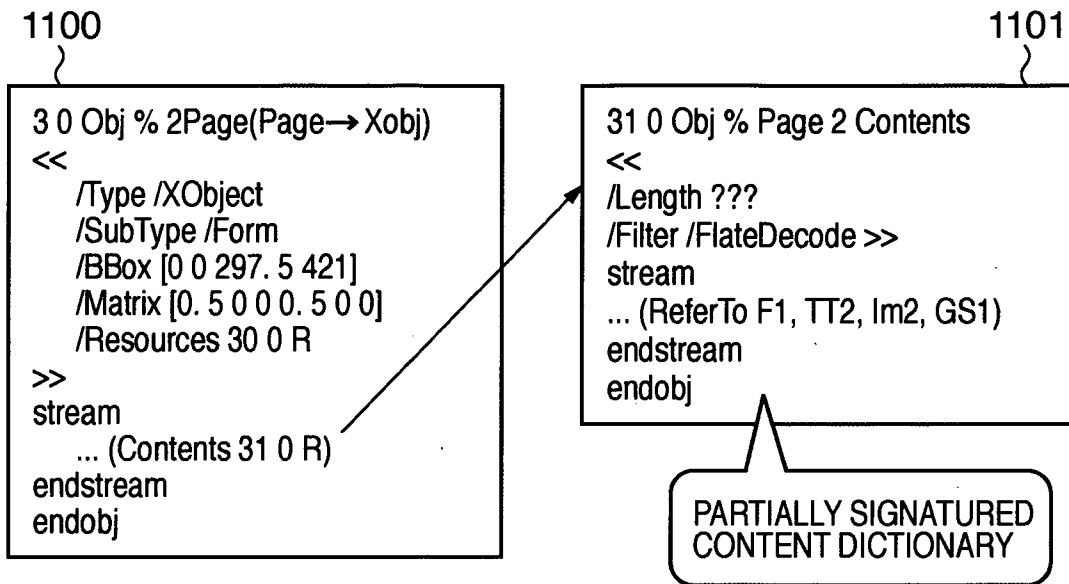 1100
3 0 Obj % 2Page(Page→ Xobj)
<<
/Type /XObject
/SubType /Form
/BBox [0 0 297. 5 421]
/Matrix [0. 5 0 0 0. 5 0 0]
/Resources 30 0 R
>>
stream
... (Contents 31 0 R)
endstream
endobj
1101
31 0 Obj % Page 2 Contents
<<
/Length ???
/Filter /FlateDecode >>
stream
... (ReferTo F1, TT2, Im2, GS1)
endstream
endobj
PARTIALLY SIGNATURED
CONTENT DICTIONARY